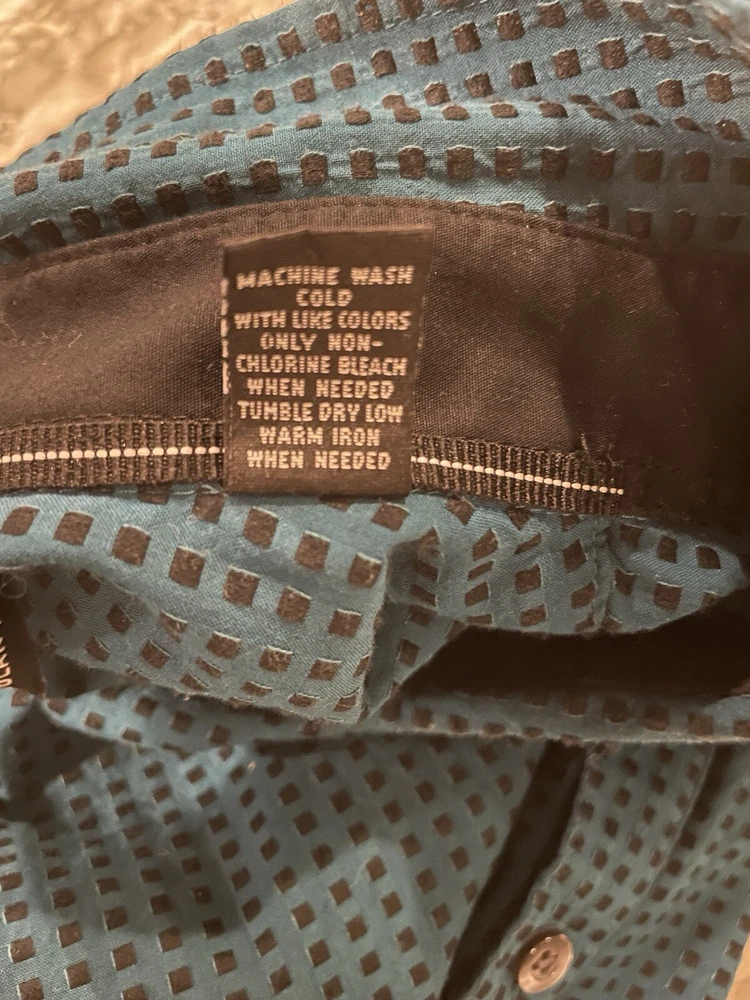 MACHINE WASH
COLD
WITH LIKE COLORS
ONLY NON-
CHLORINE BLEACH
WHEN NEEDED
TUMBLE DRY LOW
WARM IRON
WHEN NEEDED